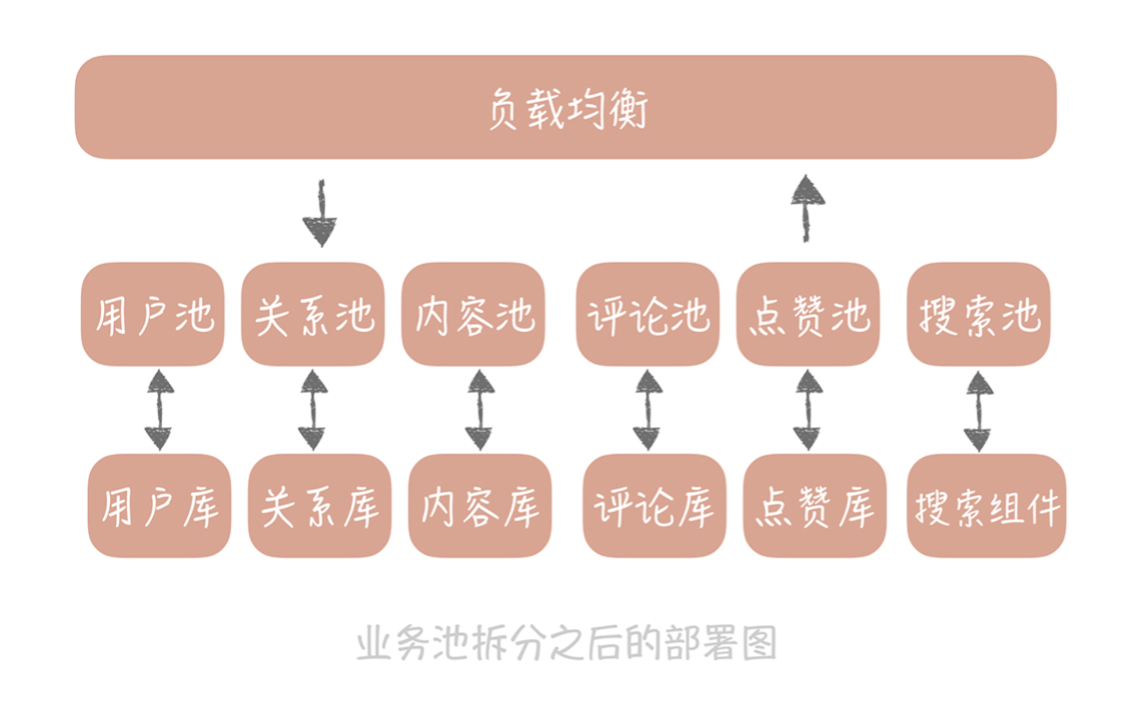 负载均衡
用户池 关系池 内容池 评论池 点赞池 搜索池
用户库 关系库 内容库 评论库 点赞库 搜索组件
业务池拆分之后的部署图